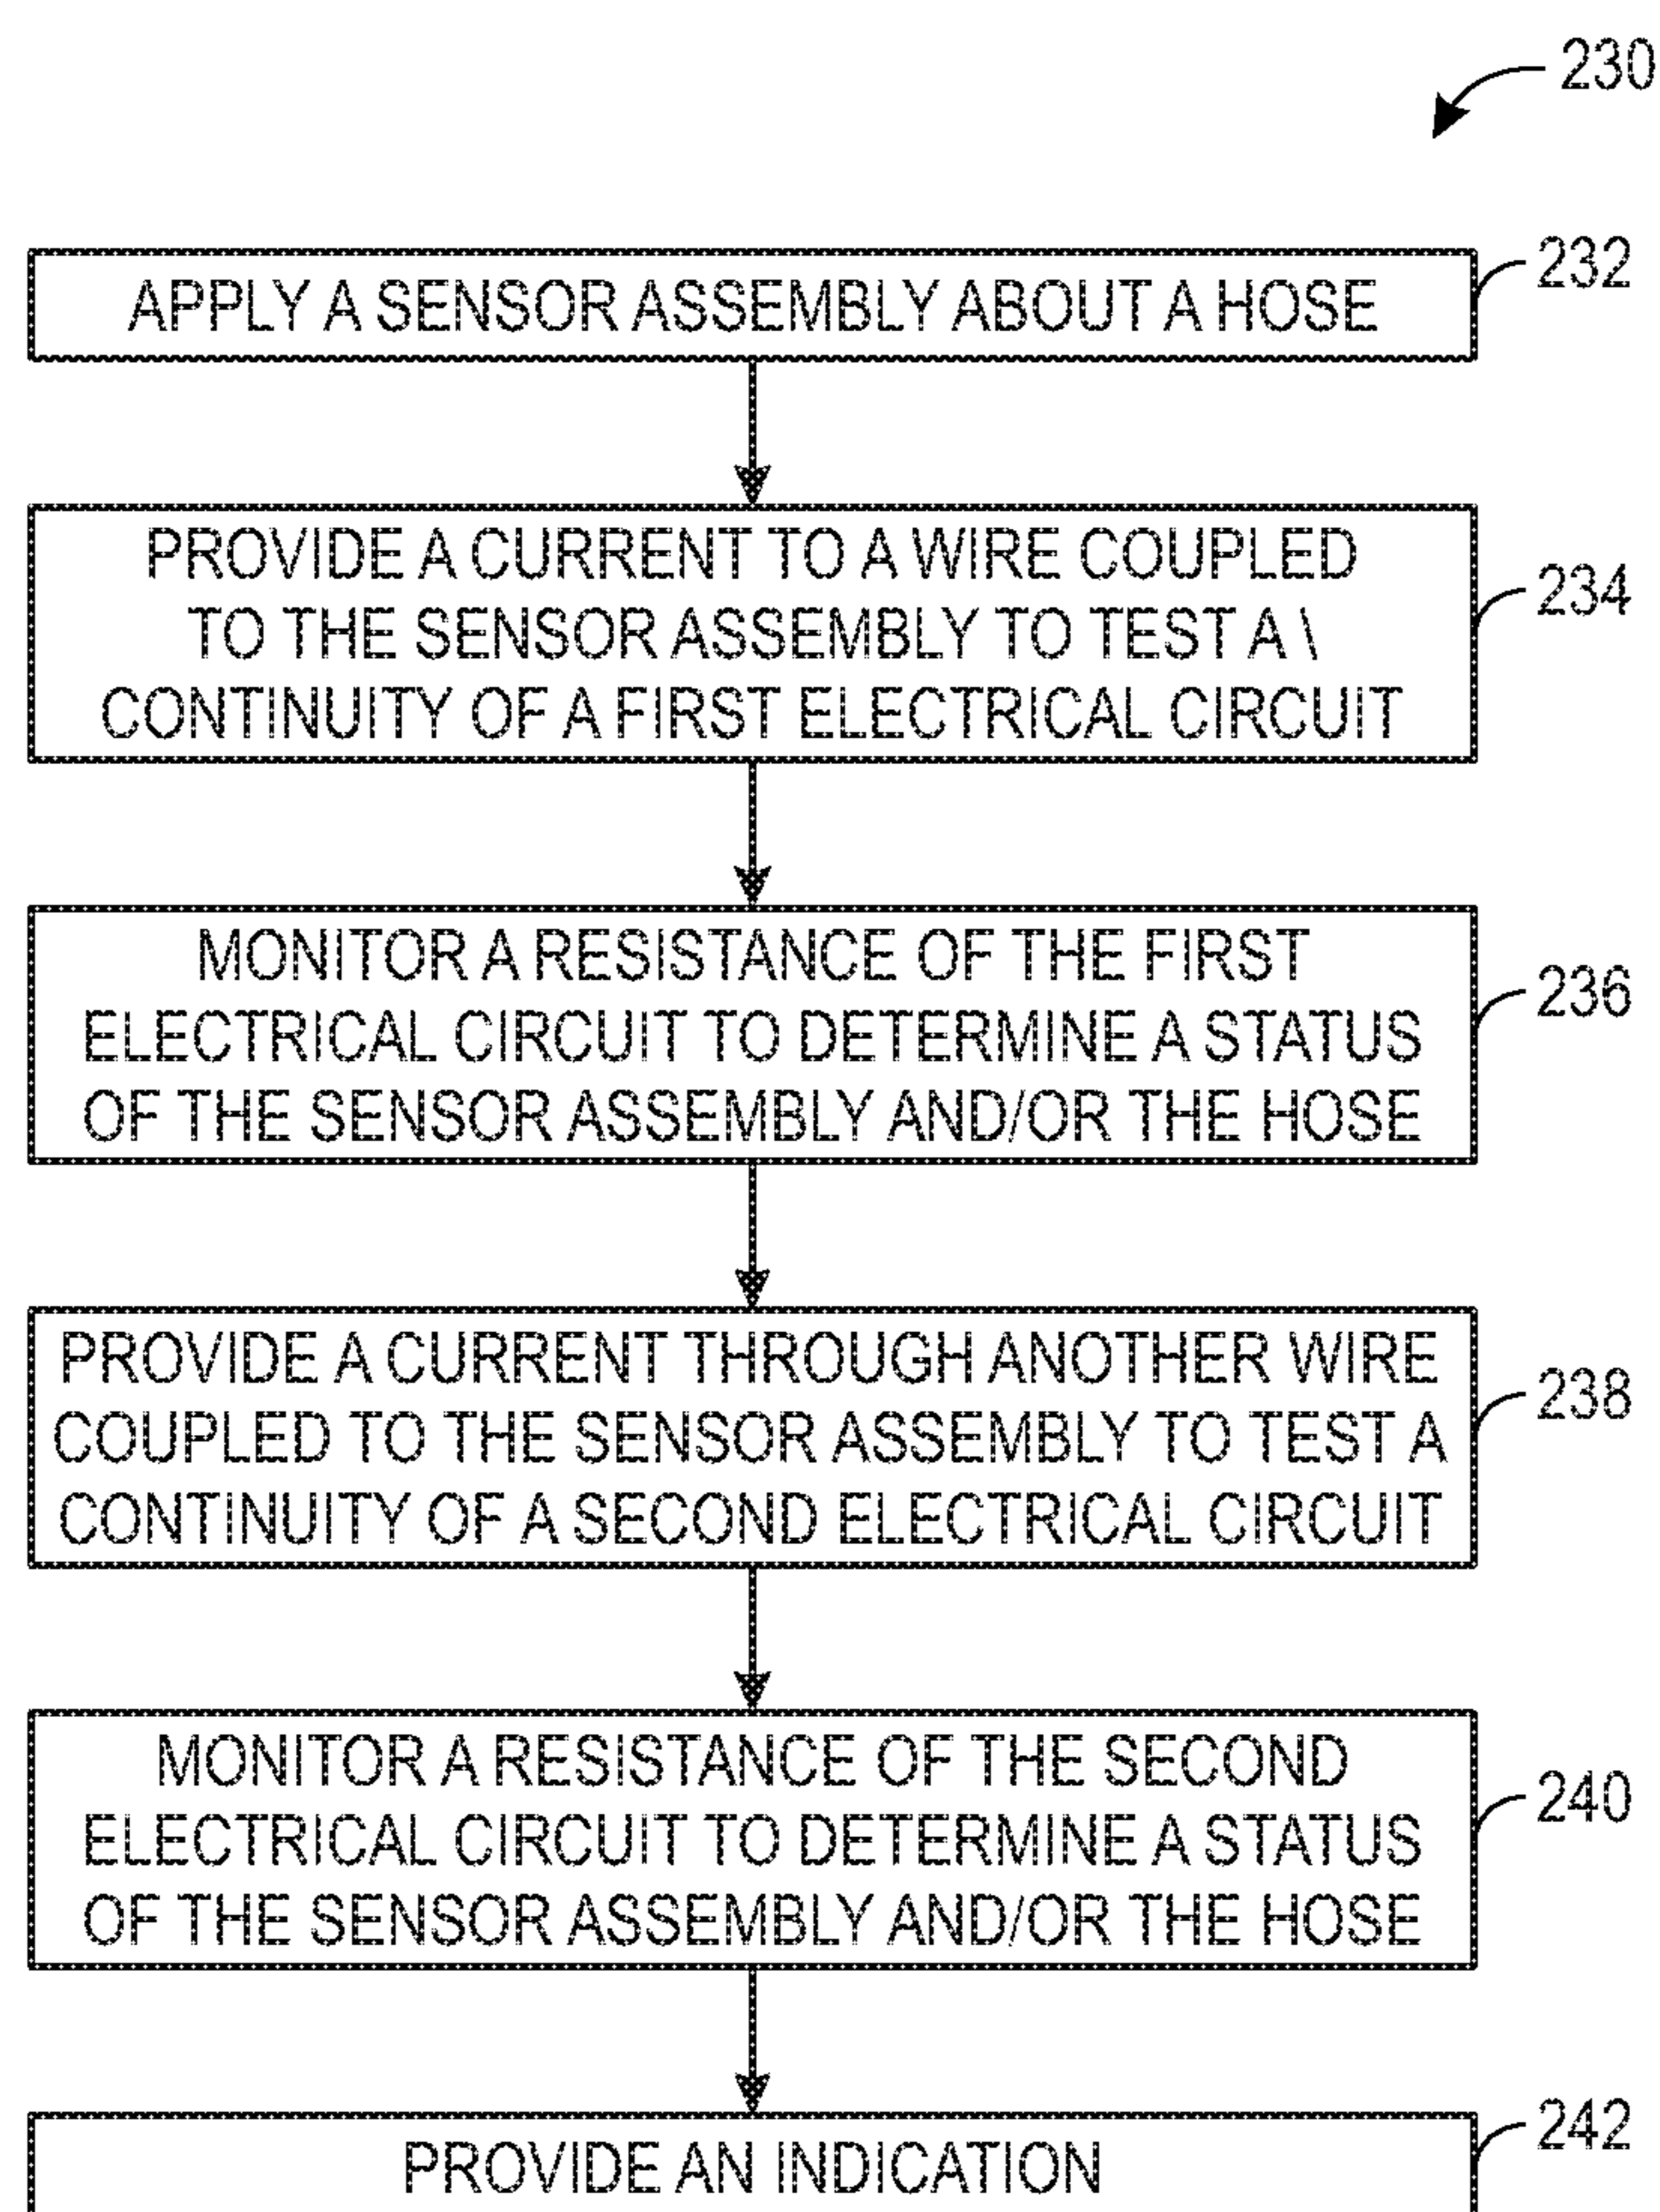 230
APPLY A SENSOR ASSEMBLY ABOUT A HOSE
232
PROVIDE A CURRENT TO A WIRE COUPLED
TO THE SENSOR ASSEMBLY TO TEST A \
CONTINUITY OF A FIRST ELECTRICAL CIRCUIT
234
MONITOR A RESISTANCE OF THE FIRST
ELECTRICAL CIRCUIT TO DETERMINE A STATUS
OF THE SENSOR ASSEMBLY AND/OR THE HOSE
236
PROVIDE A CURRENT THROUGH ANOTHER WIRE
COUPLED TO THE SENSOR ASSEMBLY TO TEST A
CONTINUITY OF A SECOND ELECTRICAL CIRCUIT
238
MONITOR A RESISTANCE OF THE SECOND
ELECTRICAL CIRCUIT TO DETERMINE A STATUS
OF THE SENSOR ASSEMBLY AND/OR THE HOSE
240
PROVIDE AN INDICATION
242